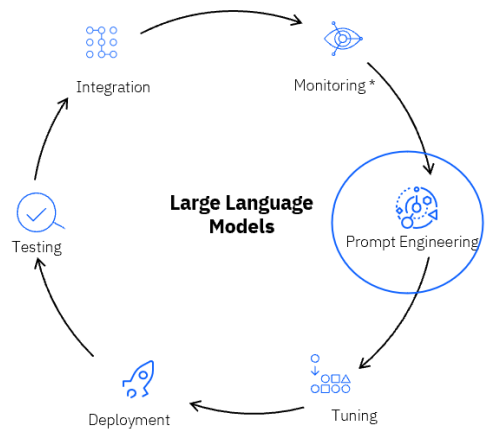 Integration
Monitoring *
Large Language
Models
Prompt Engineering
Testing
Tuning
Deployment